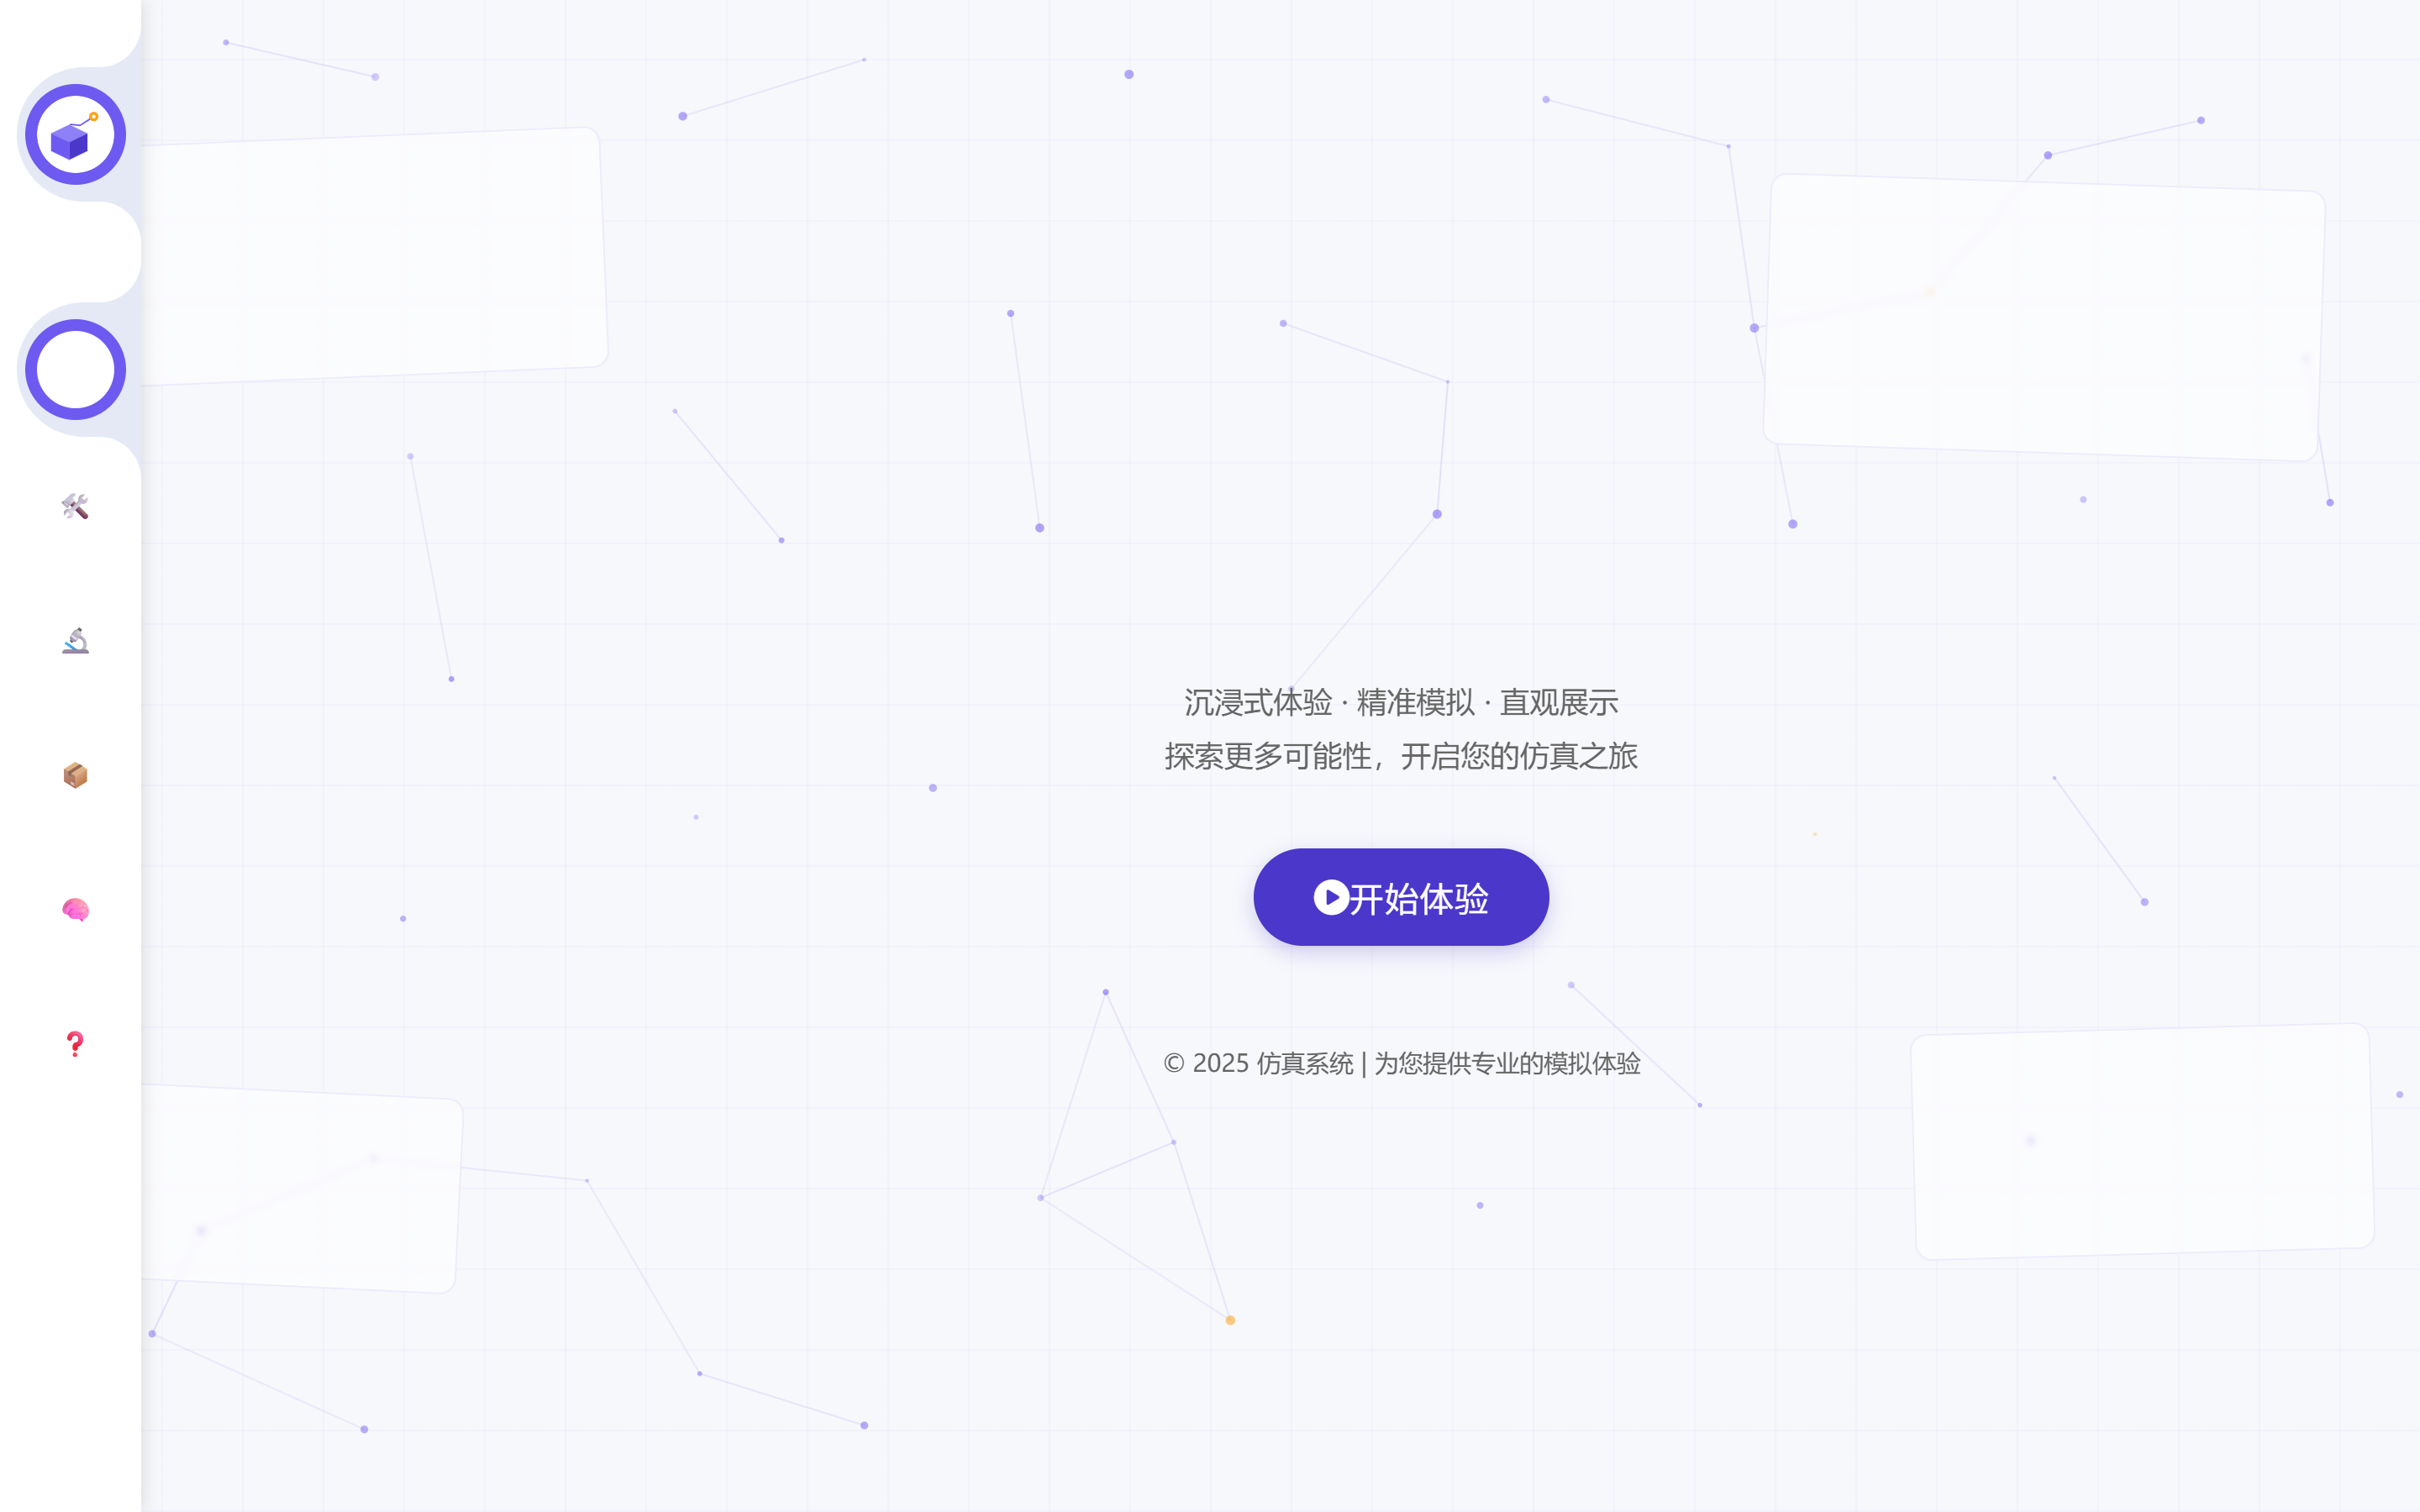 沉浸式体验 · 精准模拟 · 直观展示
探索更多可能性，开启您的仿真之旅
开始体验
© 2025 仿真系统 | 为您提供专业的模拟体验